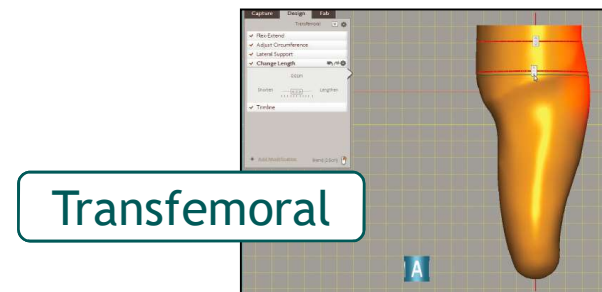 Capture Design Fab
Transfemoral
Flex-Extend
Adjust Circumference
Lateral Support
Change Length
Shorten Lengthen
Trimline
Transfemoral
A